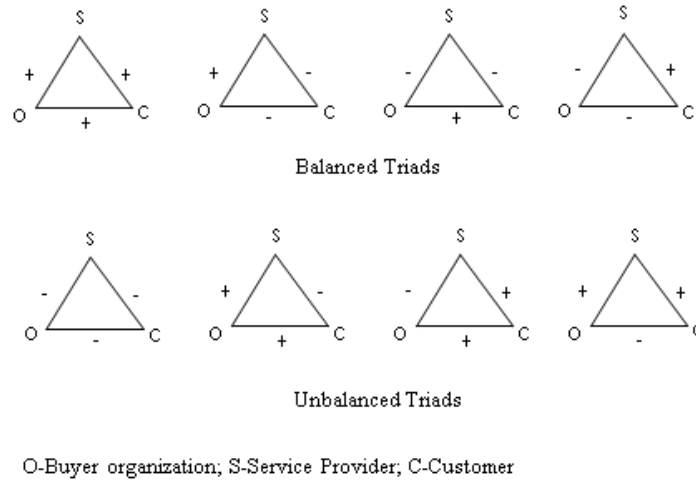 S S S S
+ + + - - - - +
O + C O - C O + C O - C
Balanced Triads
S S S S
- - + - - + + +
O - C O + C O + C O - C
Unbalanced Triads
O-Buyer organization; S-Service Provider; C-Customer